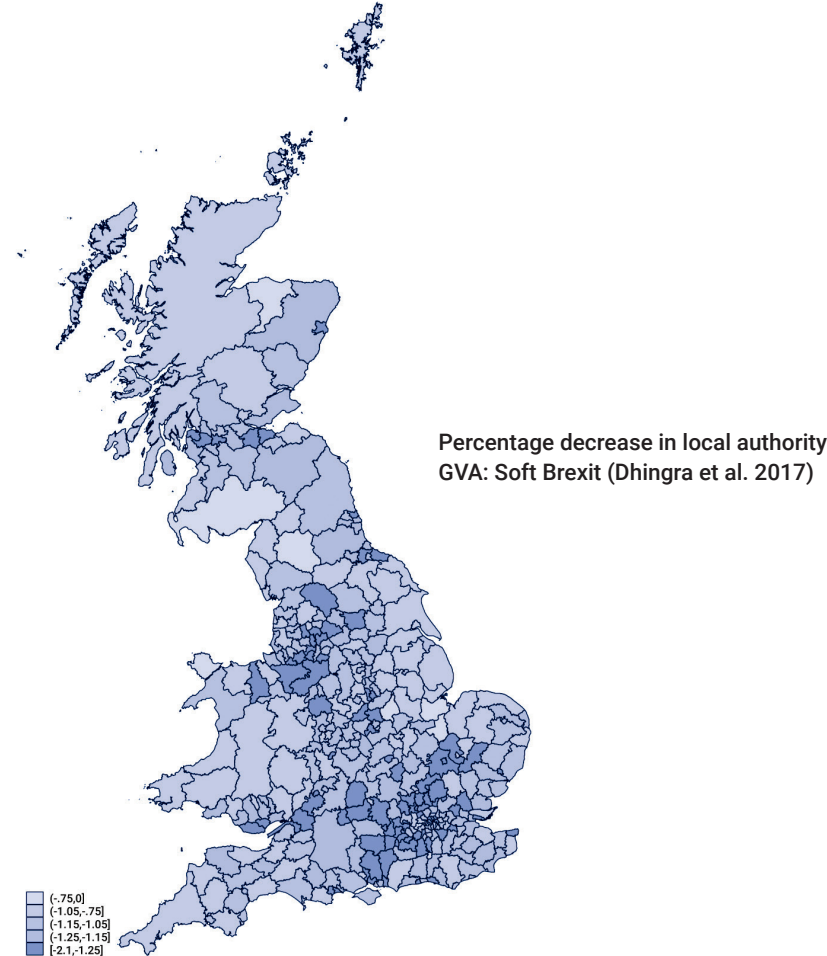 Percentage decrease in local authority
GVA: Soft Brexit (Dhingra et al. 2017)
(-.75,0]
(-1.05,-.75]
(-1.15,-1.05]
(-1.25,-1.15]
[-2.1,-1.25]